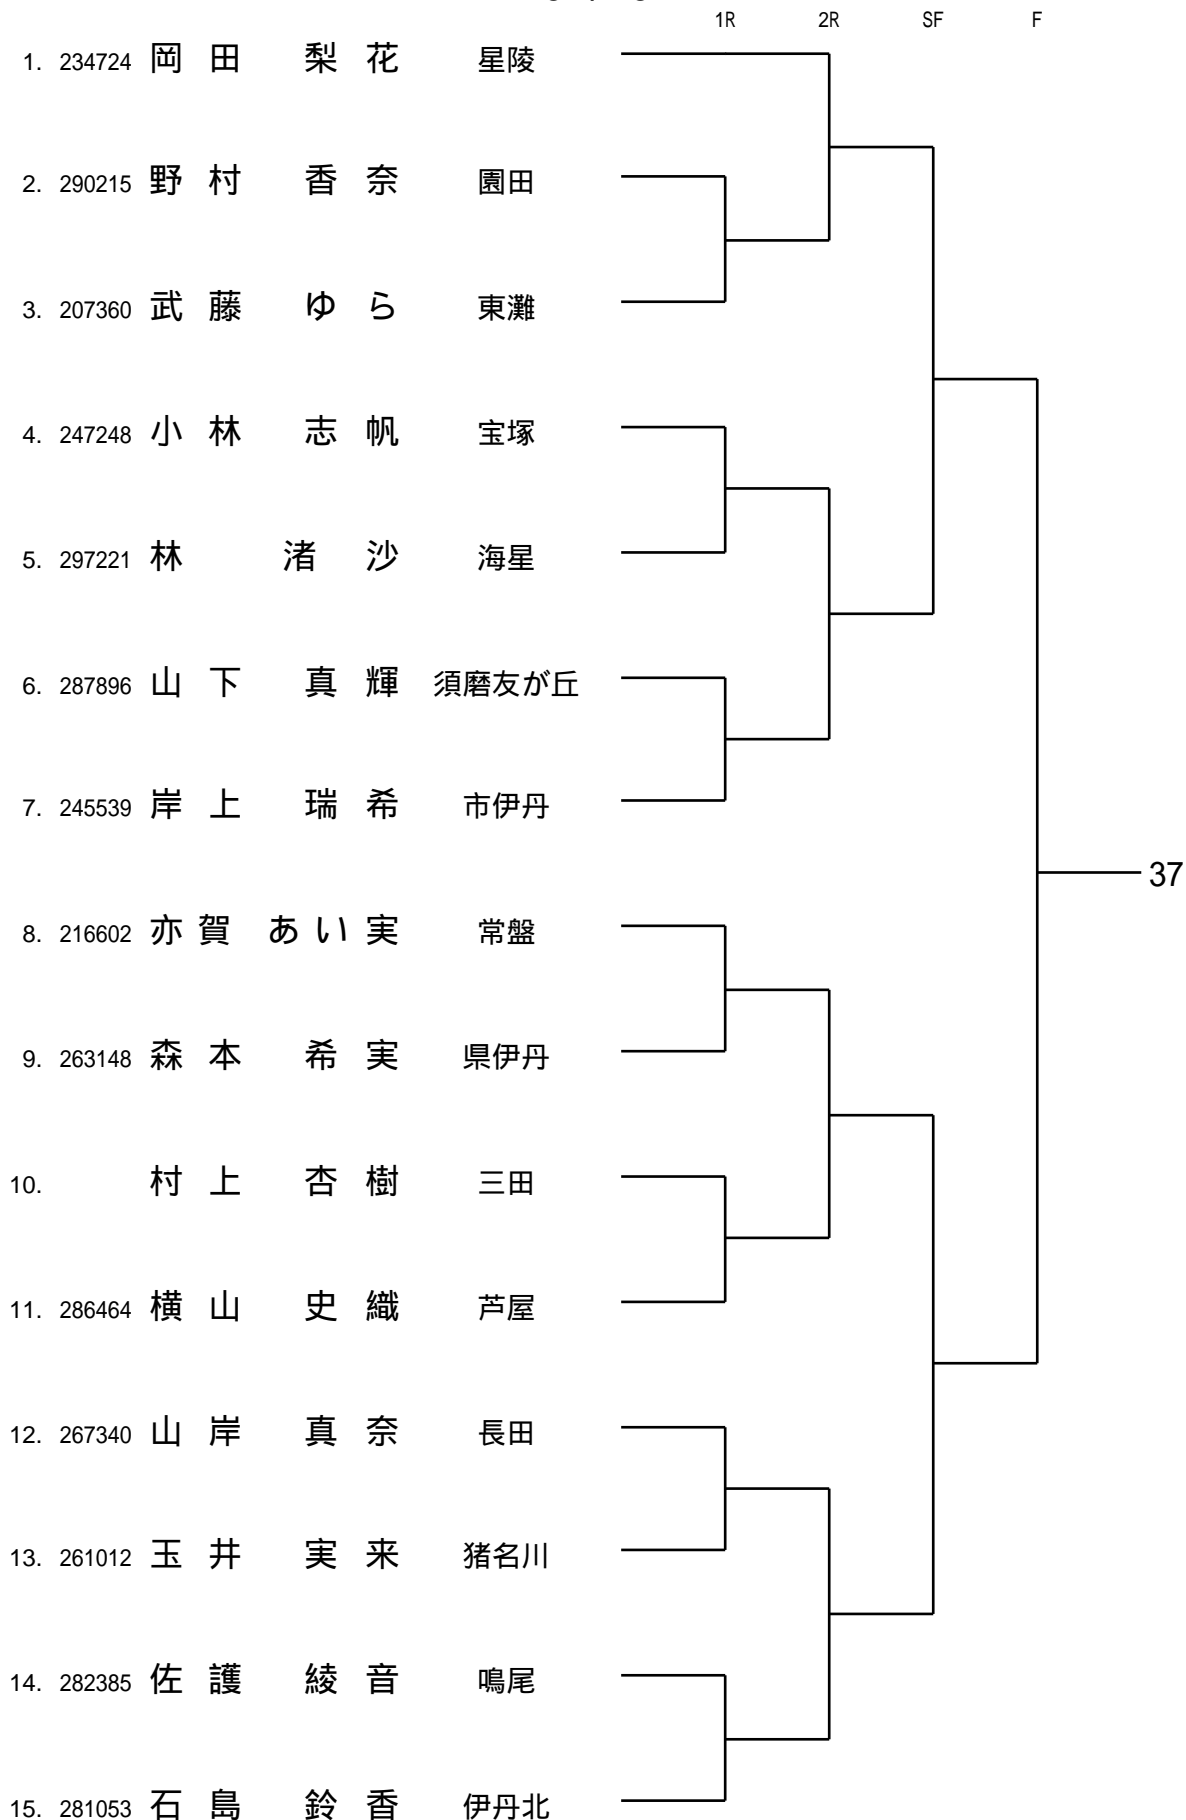 1R 2R SF F
1. 234724 岡田 梨花 星陵
2. 290215 野村 香奈 園田
3. 207360 武藤 ゆら 東灘
4. 247248 小林 志帆 宝塚
5. 297221 林 渚沙 海星
6. 287896 山下 真輝 須磨友が丘
7. 245539 岸上 瑞希 市伊丹
37
8. 216602 亦賀 あい実 常盤
9. 263148 森本 希実 県伊丹
10. 村上 杏樹 三田
11. 286464 横山 史織 芦屋
12. 267340 山岸 真奈 長田
13. 261012 玉井 実来 猪名川
14. 282385 佐護 綾音 鳴尾
15. 281053 石島 鈴香 伊丹北